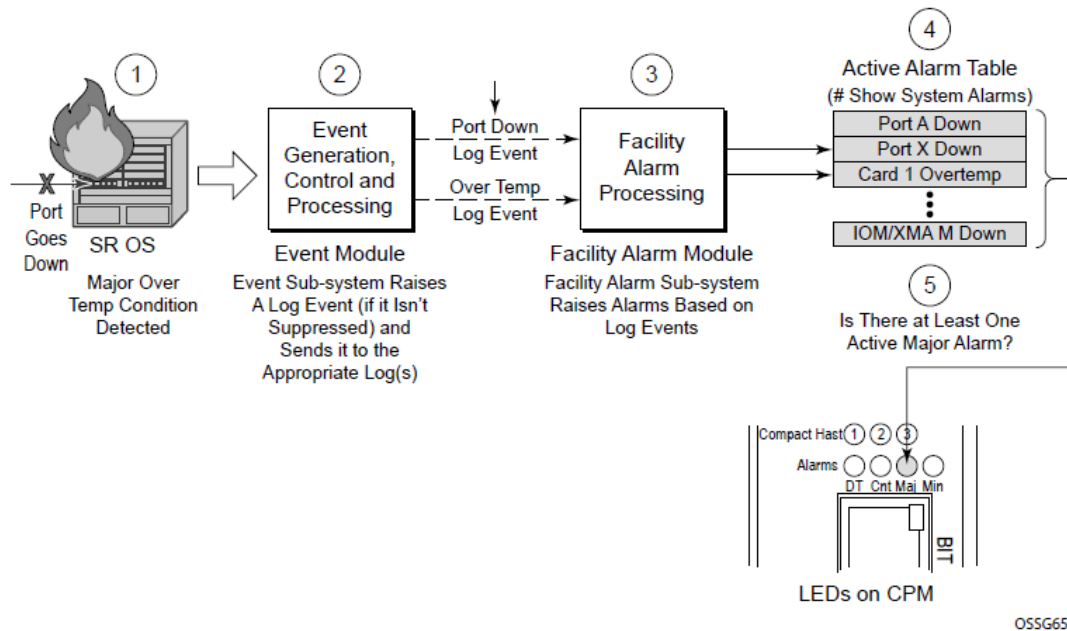 1
Port
Goes
Down
SR OS
Major Over
Temp Condition
Detected
2
Event
Generation,
Control and
Processing
Event Module
Event Sub-system Raises
A Log Event (if it Isn't
Suppressed) and
Sends it to the
Appropriate Log(s)
Port Down
Log Event
Over Temp
Log Event
3
Facility
Alarm
Processing
Facility Alarm Module
Facility Alarm Sub-system
Raises Alarms Based on
Log Events
4
Active Alarm Table
(# Show System Alarms)
Port A Down
Port X Down
Card 1 Overtemp
IOM/XMA M Down
5
Is There at Least One
Active Major Alarm?
Compact Hast 1 2 3
Alarms
DT Cnt Maj Min
BIT
LEDs on CPM
OSSG65